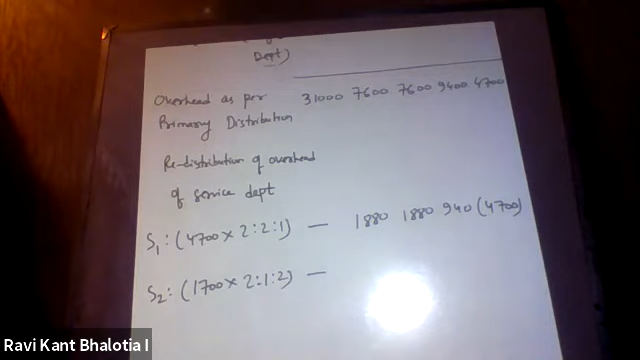 Dept)
Overhead as per 31000 7600 7600 9400 4700
Primary Distribution
Re-distribution of overhead
of service dept
S1: (4700 x 2:2:1) — 1880 1880 940 (4700)
S2: (1700 x 2:1:2) —
Ravi Kant Bhalotia I